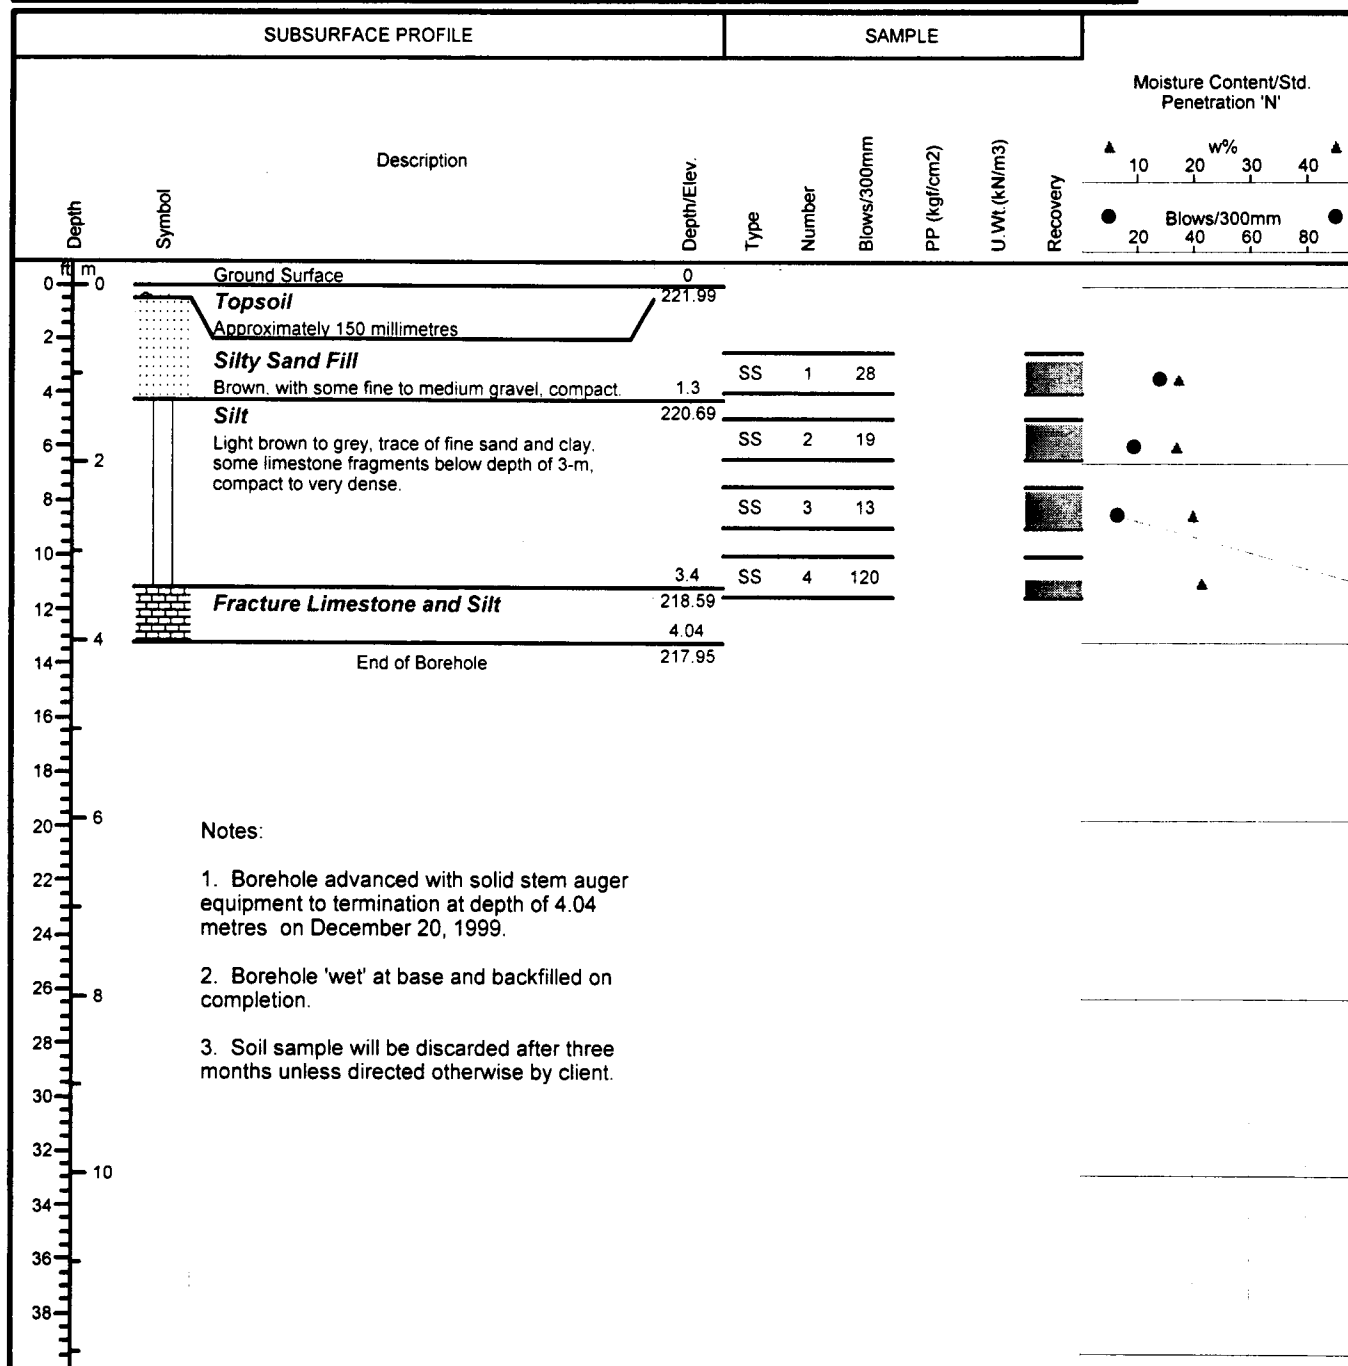 SUBSURFACE PROFILE SAMPLE
Moisture Content/Std.
Penetration 'N'
Depth Symbol Description Depth/Elev. Type Number Blows/300mm PP (kgf/cm2) U.Wt.(kN/m3) Recovery
w%
10 20 30 40
Blows/300mm
20 40 80
ft m
0 0 Ground Surface 0
Topsoil 221.99
Approximately 150 millimetres
2
Silty Sand Fill
SS 1 28
Brown, with some fine to medium gravel, compact. 1.3
4
Silt 220.69
Light brown to grey, trace of fine sand and clay, SS 2 19
6
some limestone fragments below depth of 3-m,
2
compact to very dense.
8
SS 3 13
10
3.4 SS 4 120
Fracture Limestone and Silt 218.59
12
4.04
4
End of Borehole 217.95
14
16
18
6
20
Notes:
22
1. Borehole advanced with solid stem auger
equipment to termination at depth of 4.04
metres on December 20, 1999.
24
2. Borehole 'wet' at base and backfilled on
completion.
26 8
28
3. Soil sample will be discarded after three
months unless directed otherwise by client.
30
32
10
34
36
38